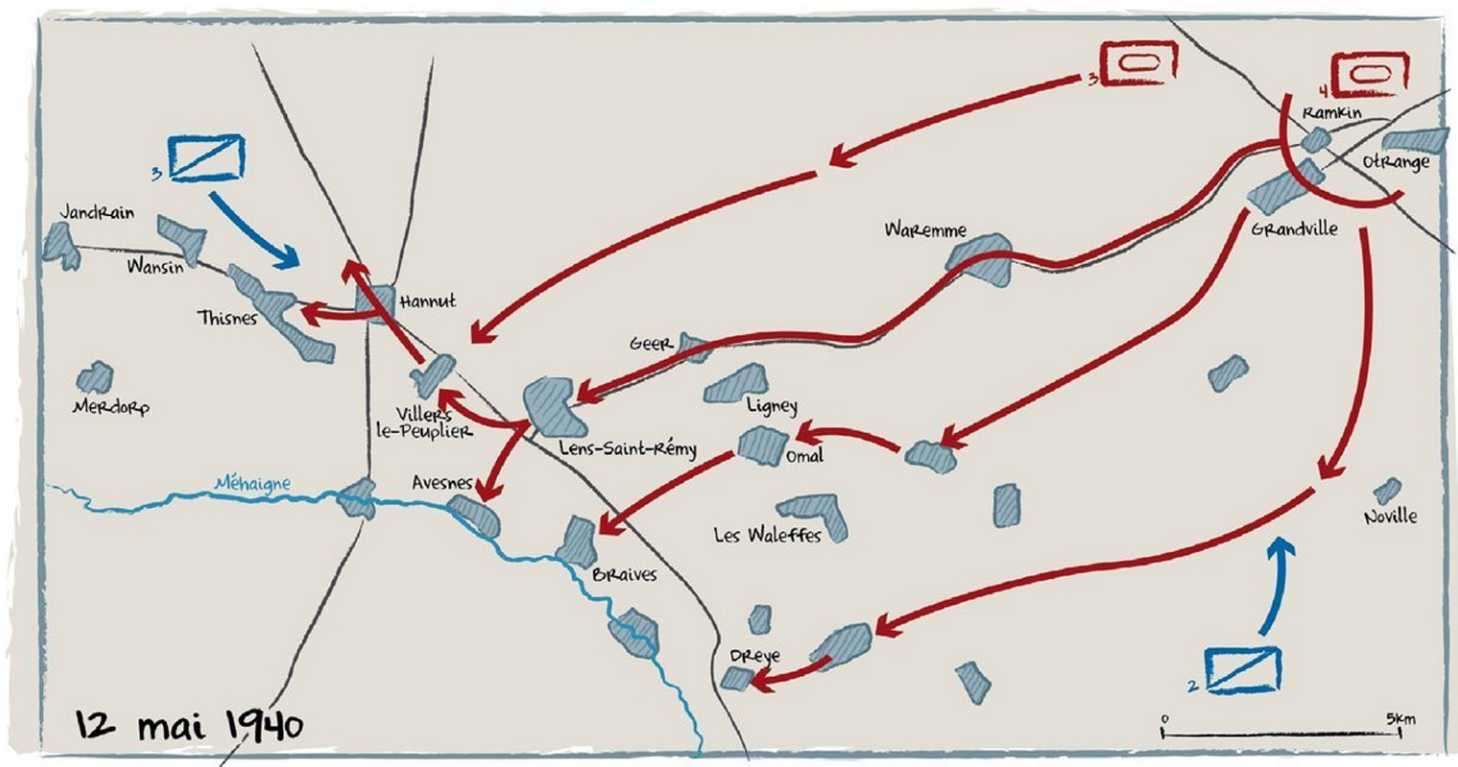 3
4
Ramkin
Otrange
3
Jandrain
Wansin
Waremme
Grandville
Hannut
Thisnes
Geer
Merdorp
Villers
le-Peuplier
Ligney
Lens-Saint-Rémy
Omal
Méhaigne
Avesnes
Les Waleffes
Noville
Braives
Dreye
2
12 mai 1940
0
5km